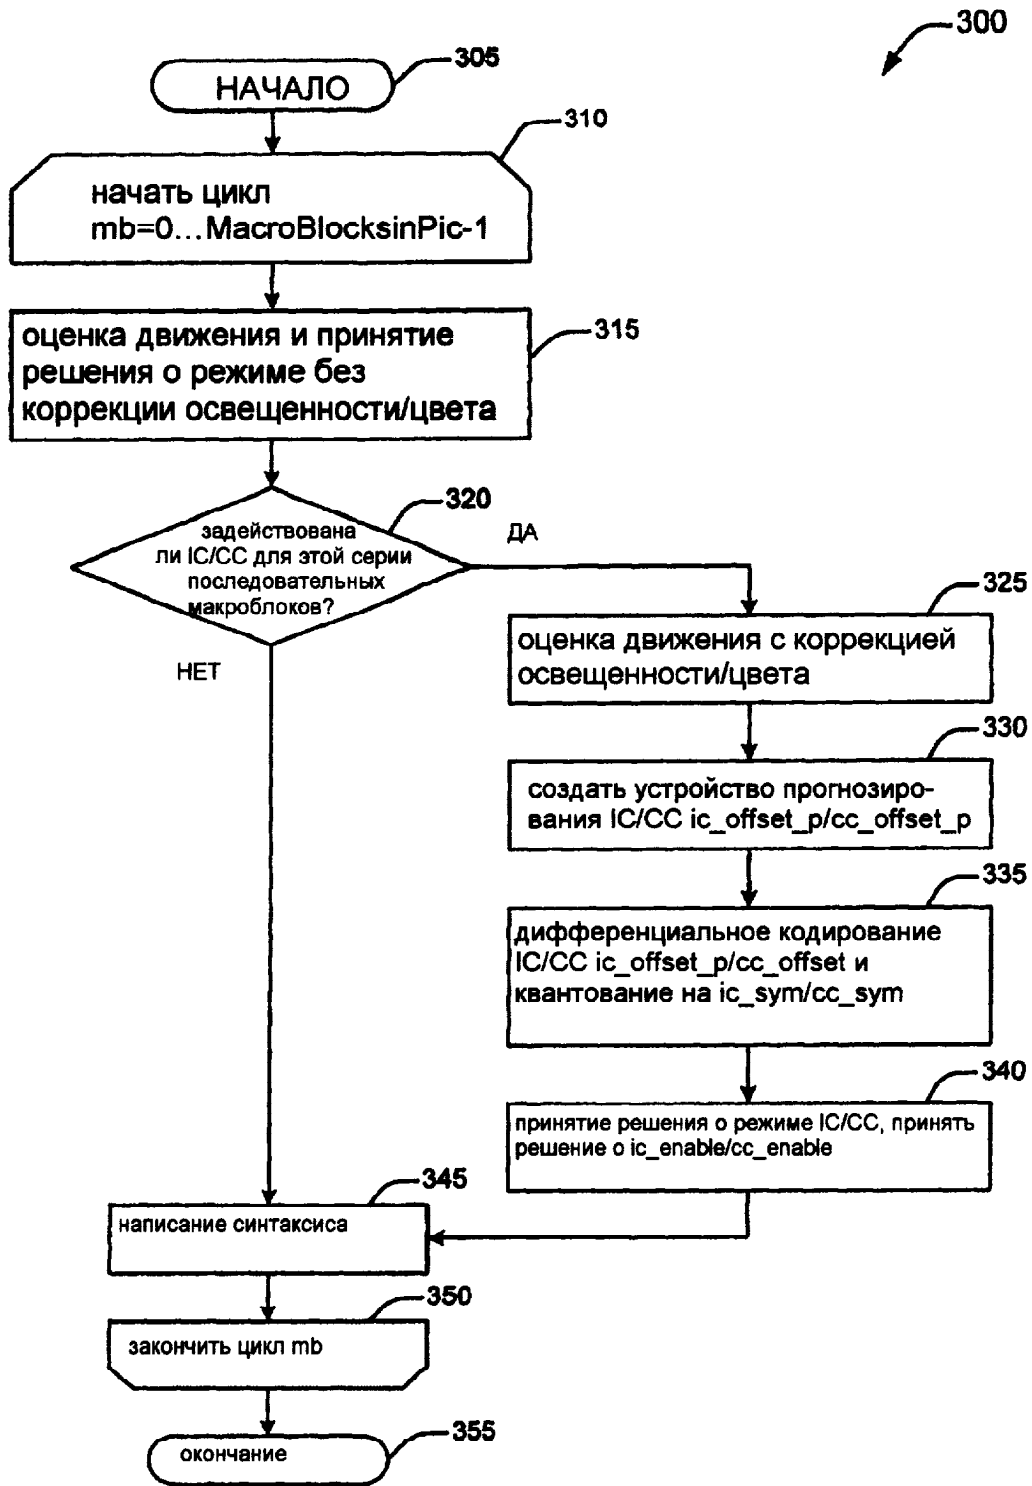 300
305
НАЧАЛО
310
начать цикл
mb=0...MacroBlocksinPic-1
315
оценка движения и принятие
решения о режиме без
коррекции освещенности/цвета
320
задействована
ли IC/CC для этой серии
последовательных
макроблоков?
ДА
НЕТ
325
оценка движения с коррекцией
освещенности/цвета
330
создать устройство прогнозиро-
вания IC/CC ic_offset_p/cc_offset_p
335
дифференциальное кодирование
IC/CC ic_offset_p/cc_offset и
квантование на ic_sym/cc_sym
340
принятие решения о режиме IC/CC, принять
решение о ic_enable/cc_enable
345
написание синтаксиса
350
закончить цикл mb
355
окончание